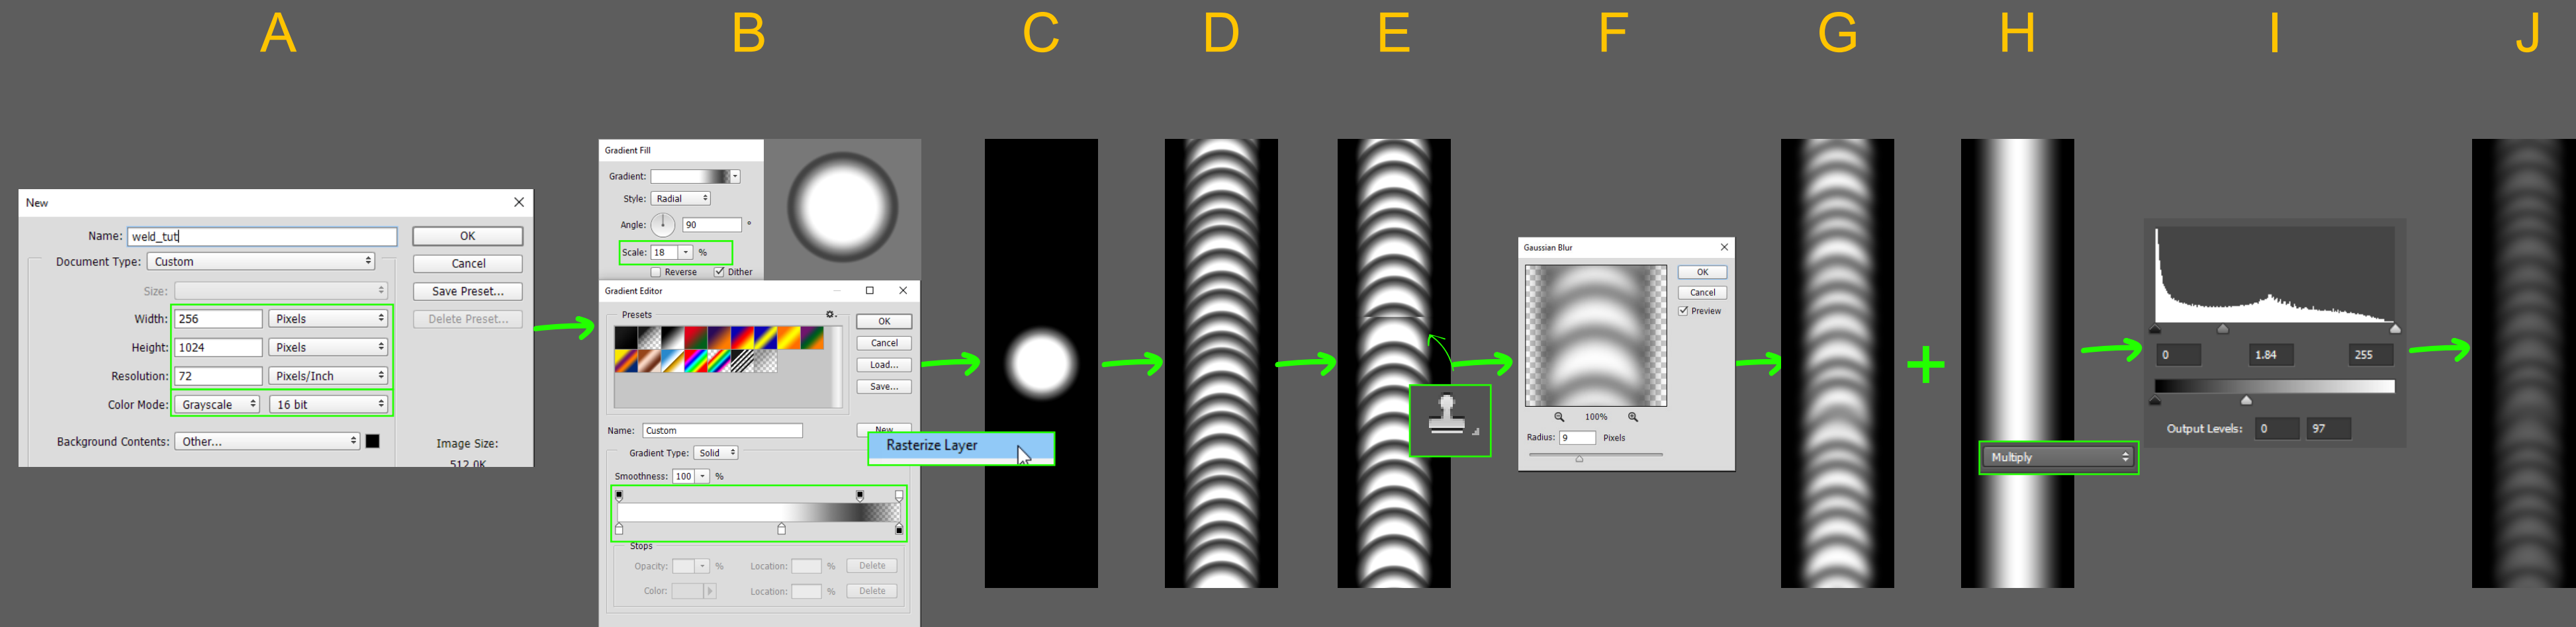 A B C D E F G H I J
New
Name: weld_tut
OK
Document Type: Custom
Cancel
Size:
Save Preset...
Width: 256 Pixels
Delete Preset...
Height: 1024 Pixels
Resolution: 72 Pixels/Inch
Color Mode: Grayscale 16 bit
Background Contents: Other...
Image Size:
512.0K
Gradient Fill
Gradient:
Style: Radial
Angle: 90 °
Scale: 18 %
Reverse Dither
Gradient Editor
Presets
OK
Cancel
Load...
Save...
Name: Custom
New
Rasterize Layer
Gradient Type: Solid
Smoothness: 100 %
Stops
Opacity: % Location: % Delete
Color: Location: % Delete
Gaussian Blur
OK
Cancel
Preview
100%
Radius: 9 Pixels
Multiply
0 1.84 255
Output Levels: 0 97